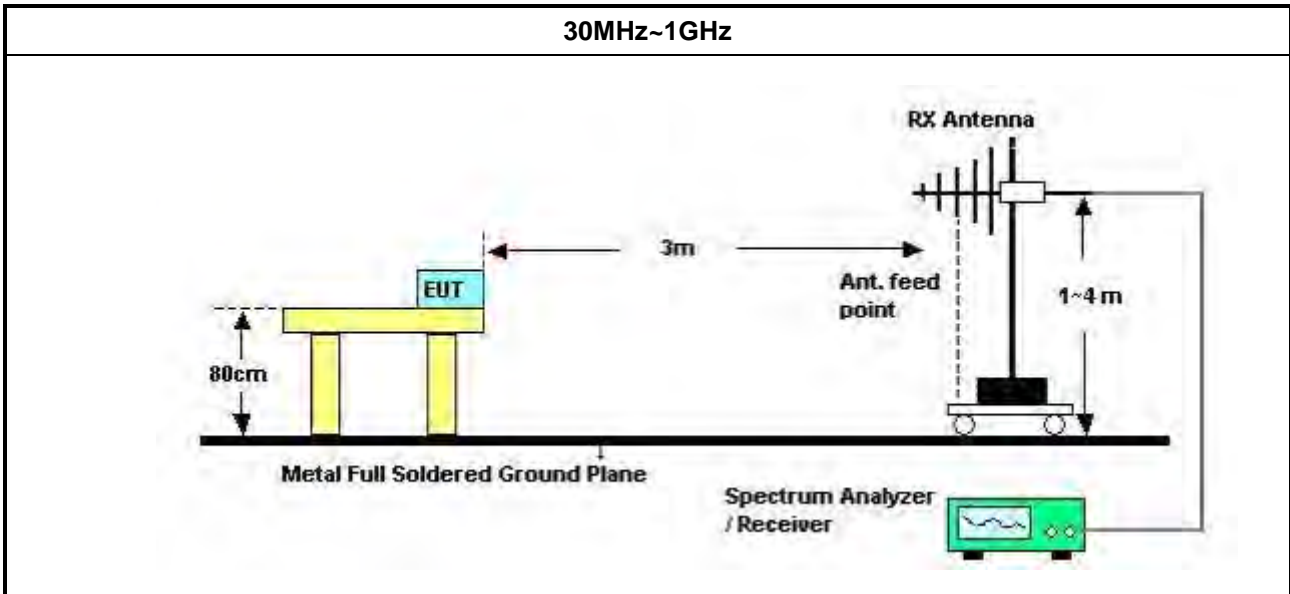 30MHz~1GHz
RX Antenna
3m
EUT
Ant. feed
point
1~4 m
80cm
Metal Full Soldered Ground Plane
Spectrum Analyzer
/ Receiver